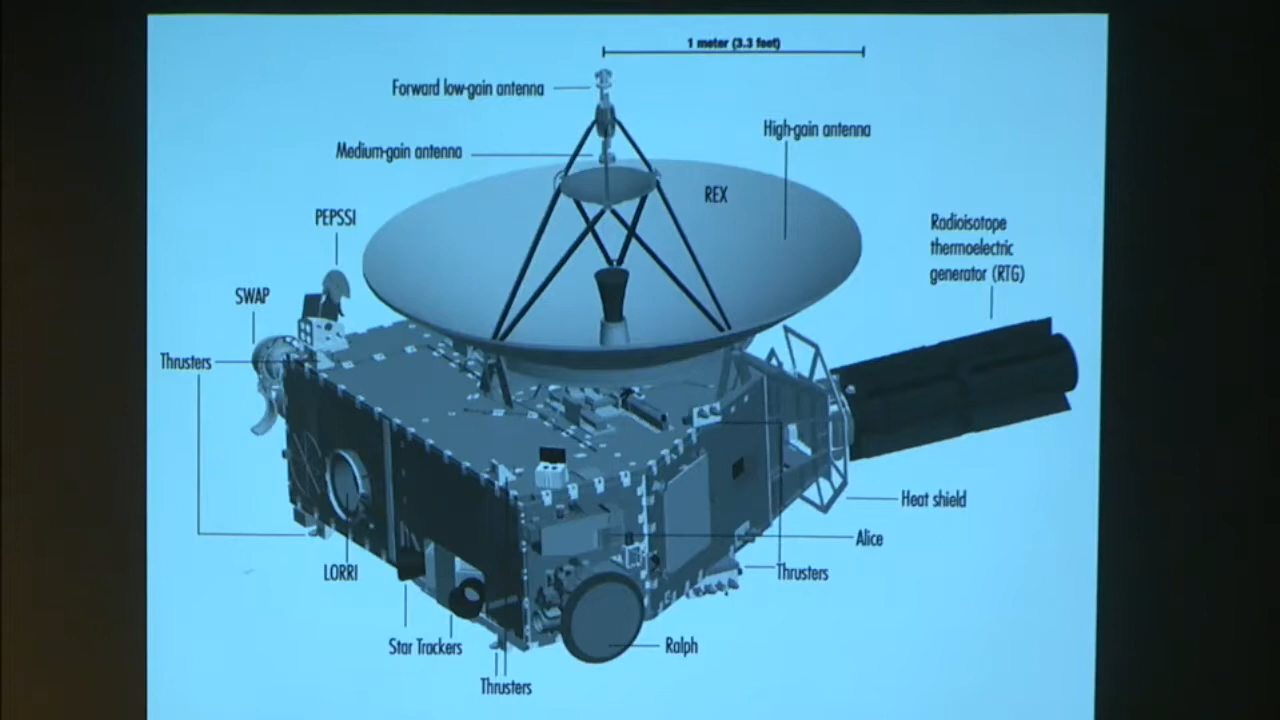 1 meter (3.3 feet)
Forward low-gain antenna
High-gain antenna
Medium-gain antenna
REX
PEPSSI
Radioisotope
thermoelectric
generator (RTG)
SWAP
Thrusters
Heat shield
Alice
LORRI
Thrusters
Star Trackers
Ralph
Thrusters